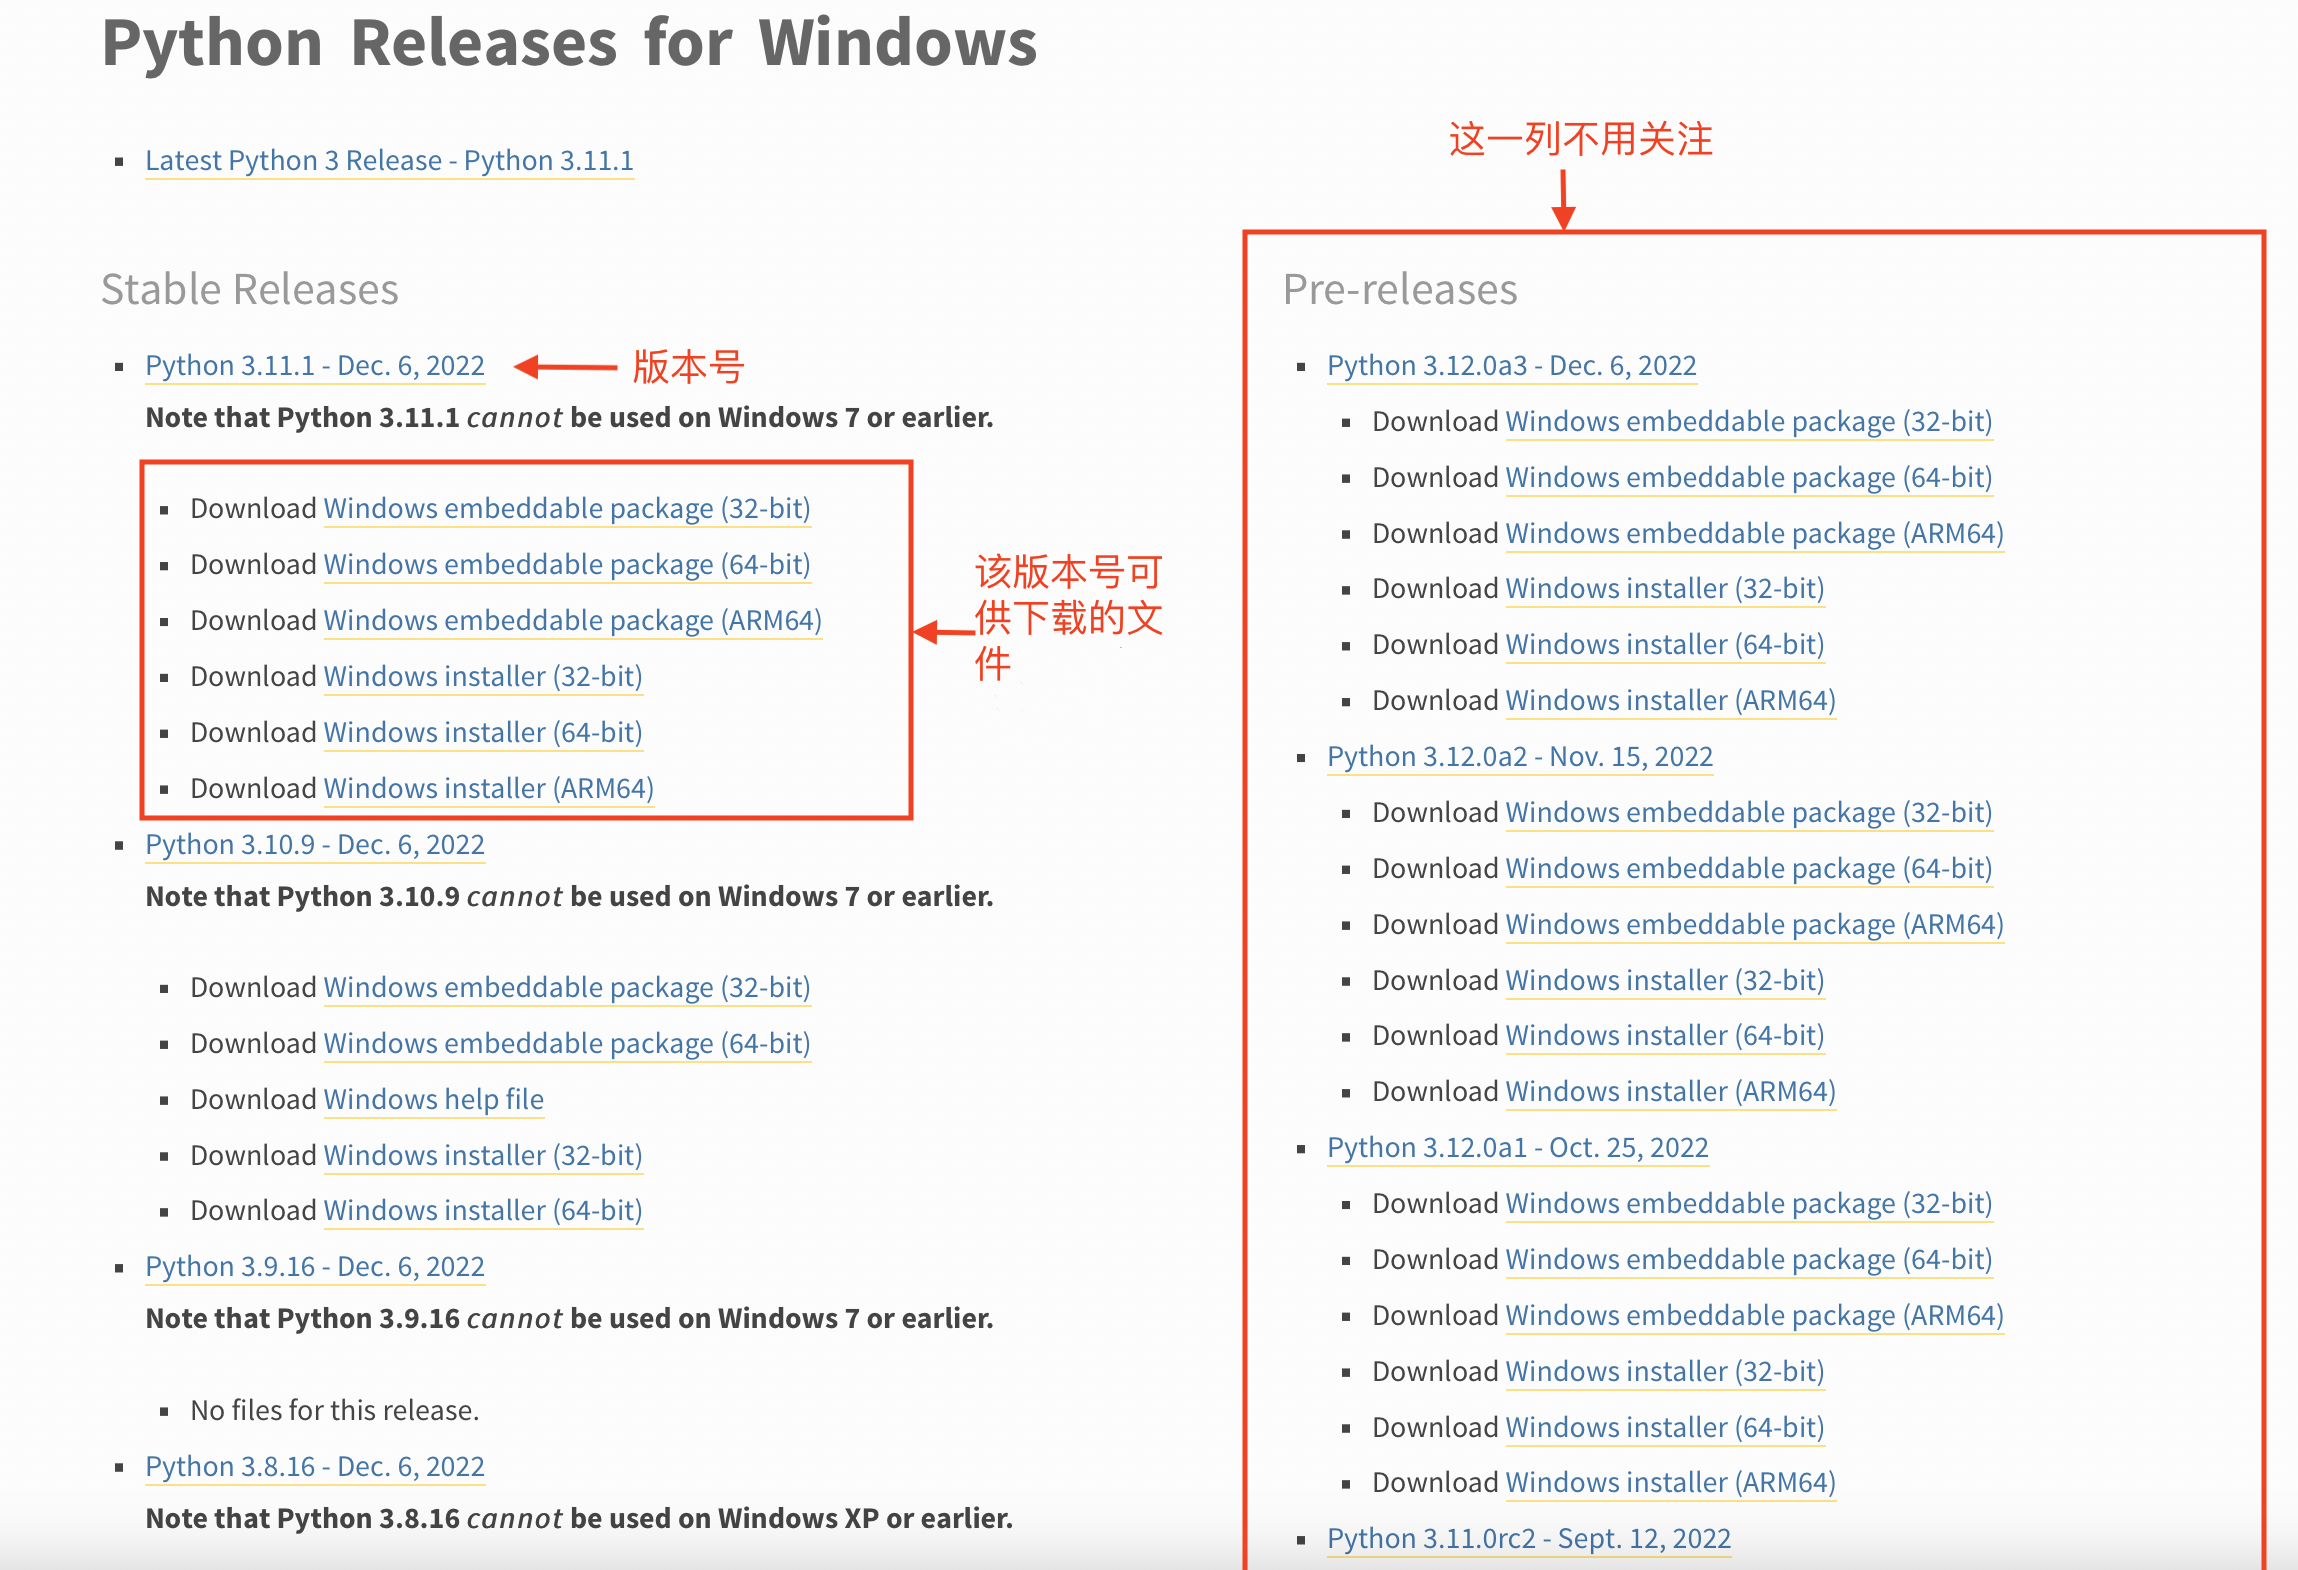 Python Releases for Windows
Latest Python 3 Release - Python 3.11.1
Stable Releases
Python 3.11.1 - Dec. 6, 2022
版本号
Note that Python 3.11.1 cannot be used on Windows 7 or earlier.
Download Windows embeddable package (32-bit)
Download Windows embeddable package (64-bit)
Download Windows embeddable package (ARM64)
Download Windows installer (32-bit)
Download Windows installer (64-bit)
Download Windows installer (ARM64)
该版本号可
供下载的文
件
Python 3.10.9 - Dec. 6, 2022
Note that Python 3.10.9 cannot be used on Windows 7 or earlier.
Download Windows embeddable package (32-bit)
Download Windows embeddable package (64-bit)
Download Windows help file
Download Windows installer (32-bit)
Download Windows installer (64-bit)
Python 3.9.16 - Dec. 6, 2022
Note that Python 3.9.16 cannot be used on Windows 7 or earlier.
No files for this release.
Python 3.8.16 - Dec. 6, 2022
Note that Python 3.8.16 cannot be used on Windows XP or earlier.
这一列不用关注
Pre-releases
Python 3.12.0a3 - Dec. 6, 2022
Download Windows embeddable package (32-bit)
Download Windows embeddable package (64-bit)
Download Windows embeddable package (ARM64)
Download Windows installer (32-bit)
Download Windows installer (64-bit)
Download Windows installer (ARM64)
Python 3.12.0a2 - Nov. 15, 2022
Download Windows embeddable package (32-bit)
Download Windows embeddable package (64-bit)
Download Windows embeddable package (ARM64)
Download Windows installer (32-bit)
Download Windows installer (64-bit)
Download Windows installer (ARM64)
Python 3.12.0a1 - Oct. 25, 2022
Download Windows embeddable package (32-bit)
Download Windows embeddable package (64-bit)
Download Windows embeddable package (ARM64)
Download Windows installer (32-bit)
Download Windows installer (64-bit)
Download Windows installer (ARM64)
Python 3.11.0rc2 - Sept. 12, 2022